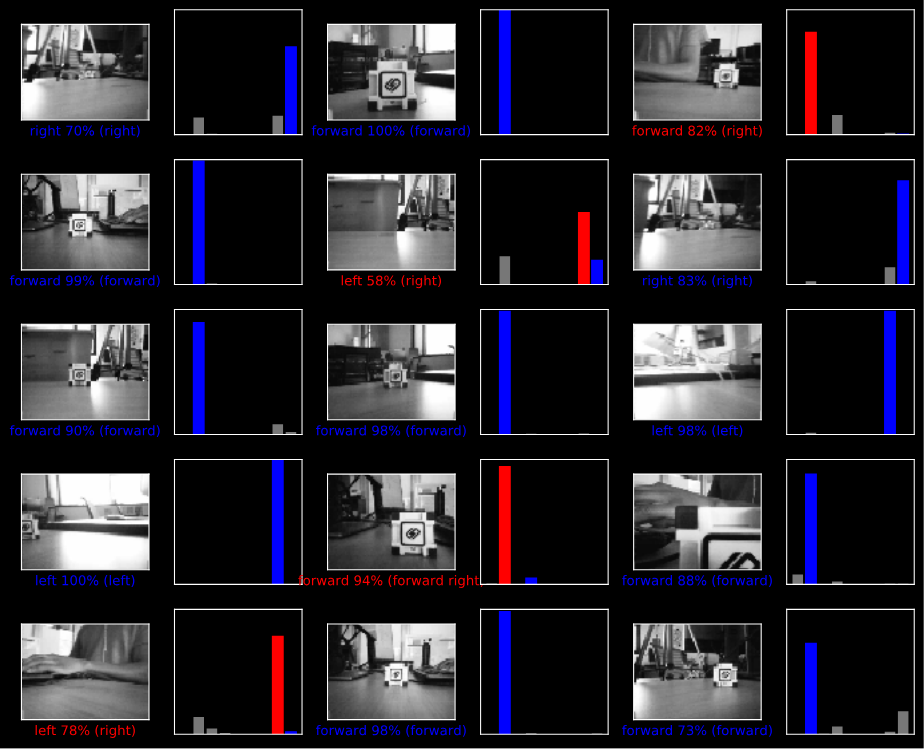 right 70% (right)
forward 100% (forward)
forward 82% (right)
forward 99% (forward)
left 58% (right)
right 83% (right)
forward 90% (forward)
forward 98% (forward)
left 98% (left)
left 100% (left)
forward 94% (forward right
forward 88% (forward)
left 78% (right)
forward 98% (forward)
forward 73% (forward)